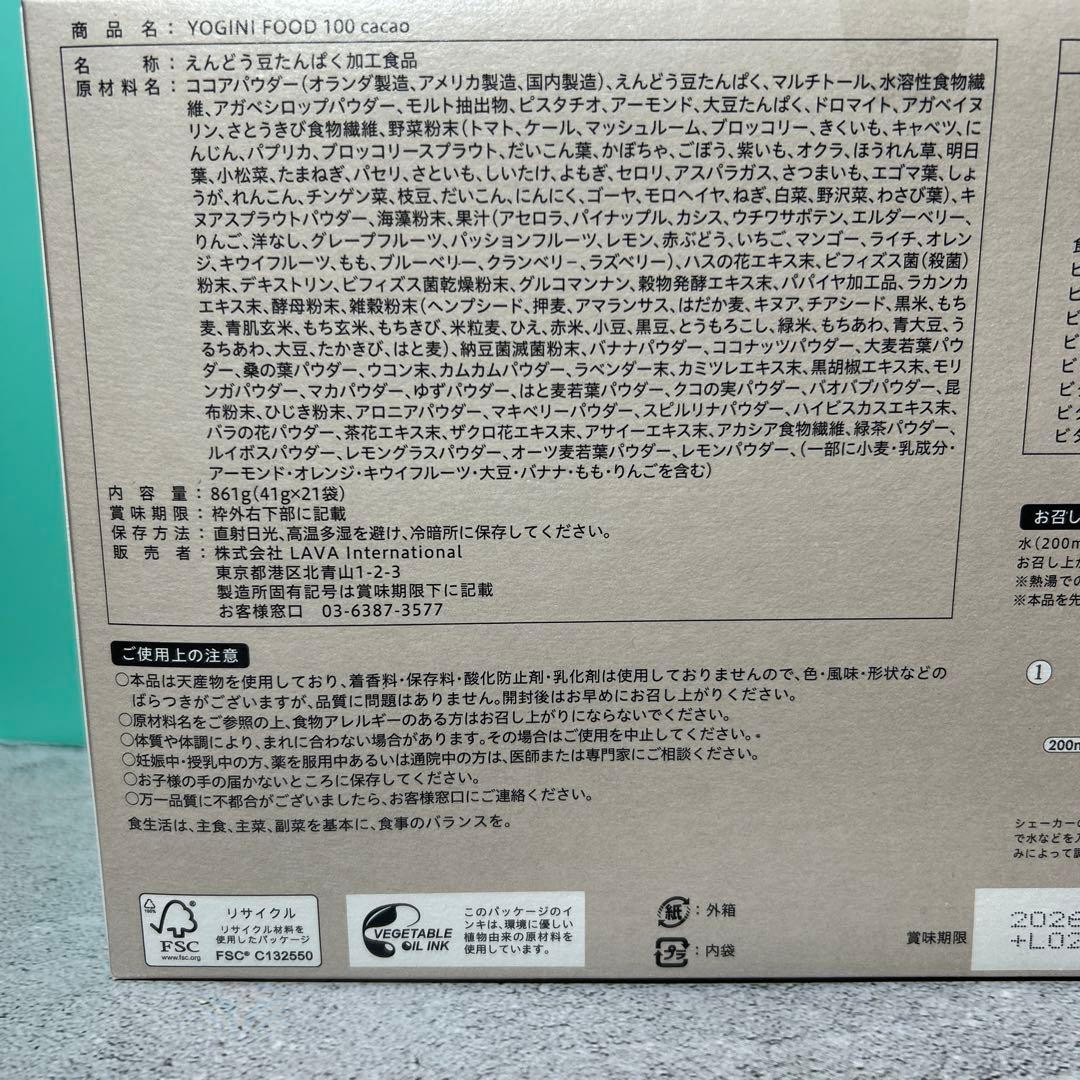 商品名：YOGINI FOOD 100 cacao
名称：えんどう豆たんぱく加工食品
原材料名：ココアパウダー（オランダ製造、アメリカ製造、国内製造）、えんどう豆たんぱく、マルチトール、水溶性食物繊
維、アガベシロップパウダー、モルト抽出物、ピスタチオ、アーモンド、大豆たんぱく、ドロマイト、アガベイヌ
リン、さとうきび食物繊維、野菜粉末（トマト、ケール、マッシュルーム、ブロッコリー、きくいも、キャベツ、に
んじん、パプリカ、ブロッコリースプラウト、だいこん葉、かぼちゃ、ごぼう、紫いも、オクラ、ほうれん草、明日
葉、小松菜、たまねぎ、パセリ、さといも、しいたけ、よもぎ、セロリ、アスパラガス、さつまいも、エゴマ葉、しょ
うが、れんこん、チンゲン菜、枝豆、だいこん、にんにく、ゴーヤ、モロヘイヤ、ねぎ、白菜、野沢菜、わさび葉）、キ
ヌアスプラウトパウダー、海藻粉末、果汁（アセロラ、パイナップル、カシス、ウチワサボテン、エルダーベリー、
りんご、洋なし、グレープフルーツ、パッションフルーツ、レモン、赤ぶどう、いちご、マンゴー、ライチ、オレン
ジ、キウイフルーツ、もも、ブルーベリー、クランベリー、ラズベリー）、ハスの花エキス末、ビフィズス菌（殺菌）
粉末、デキストリン、ビフィズス菌乾燥粉末、グルコマンナン、穀物発酵エキス末、パパイヤ加工品、ラカンカ
エキス末、酵母粉末、雑穀粉末（ヘンプシード、押麦、アマランサス、はだか麦、キヌア、チアシード、黒米、もち
麦、青肌玄米、もち玄米、もちきび、米粒麦、ひえ、赤米、小豆、黒豆、とうもろこし、緑米、もちあわ、青大豆、う
るちあわ、大豆、たかきび、はと麦）、納豆菌滅菌粉末、バナナパウダー、ココナッツパウダー、大麦若葉パウ
ダー、桑の葉パウダー、ウコン末、カムカムパウダー、ラベンダー末、カミツレエキス末、黒胡椒エキス末、モリ
ンガパウダー、マカパウダー、ゆずパウダー、はと麦若葉パウダー、クコの実パウダー、バオバブパウダー、昆
布粉末、ひじき粉末、アロニアパウダー、マキベリーパウダー、スピルリナパウダー、ハイビスカスエキス末、
バラの花パウダー、茶花エキス末、ザクロ花エキス末、アサイーエキス末、アカシア食物繊維、緑茶パウダー、
ルイボスパウダー、レモングラスパウダー、オーツ麦若葉パウダー、レモンパウダー、（一部に小麦・乳成分・
アーモンド・オレンジ・キウイフルーツ・大豆・バナナ・もも・りんごを含む）
内容量：861g（41g×21袋）
賞味期限：枠外右下部に記載
保存方法：直射日光、高温多湿を避け、冷暗所に保存してください。
販売者：株式会社 LAVA International
東京都港区北青山1-2-3
製造所固有記号は賞味期限下に記載
お客様窓口 03-6387-3577
ご使用上の注意
○本品は天産物を使用しており、着香料・保存料・酸化防止剤・乳化剤は使用しておりませんので、色・風味・形状などの
ばらつきがございますが、品質に問題はありません。開封後はお早めにお召し上がりください。
○原材料名をご参照の上、食物アレルギーのある方はお召し上がりにならないでください。
○体質や体調により、まれに合わない場合があります。その場合はご使用を中止してください。
○妊娠中・授乳中の方、薬を服用中あるいは通院中の方は、医師または専門家にご相談ください。
○お子様の手の届かないところに保存してください。
○万一品質に不都合がございましたら、お客様窓口にご連絡ください。
食生活は、主食、主菜、副菜を基本に、食事のバランスを。
お召し
水（200m
お召し上が
※熱湯での
※本品を先
1
200m
シェーカーの
で水などを入
みによって調
100%
FSC
www.fsc.org
リサイクル
リサイクル材料を
使用したパッケージ
FSC® C132550
VEGETABLE
OIL INK
このパッケージのイ
ンキは、環境に優しい
植物由来の原材料を
使用しています。
紙：外箱
プラ：内袋
賞味期限
2026
+L02